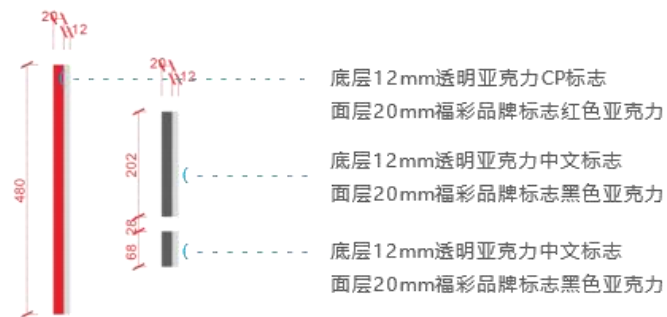 20
12
20
12
底层12mm透明亚克力CP标志
面层20mm福彩品牌标志红色亚克力
480
202
底层12mm透明亚克力中文标志
面层20mm福彩品牌标志黑色亚克力
28
68
底层12mm透明亚克力中文标志
面层20mm福彩品牌标志黑色亚克力